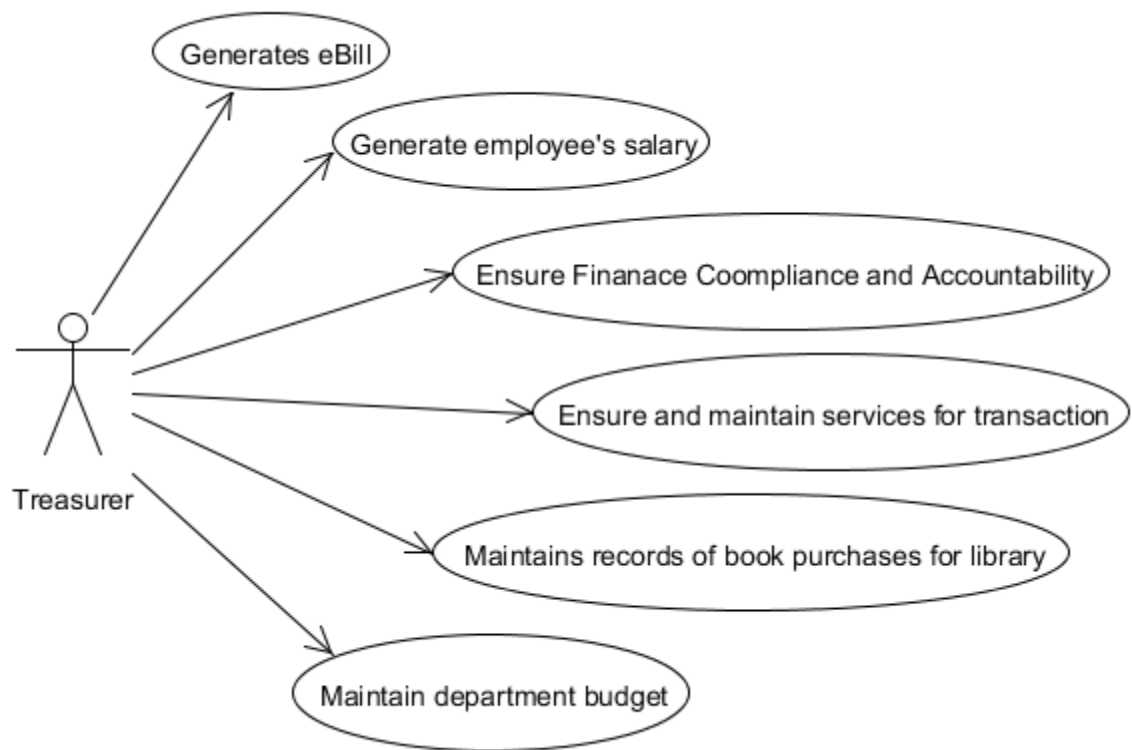 Generates eBill
Generate employee's salary
Ensure Finanace Coompliance and Accountability
Ensure and maintain services for transaction
Treasurer
Maintains records of book purchases for library
Maintain department budget